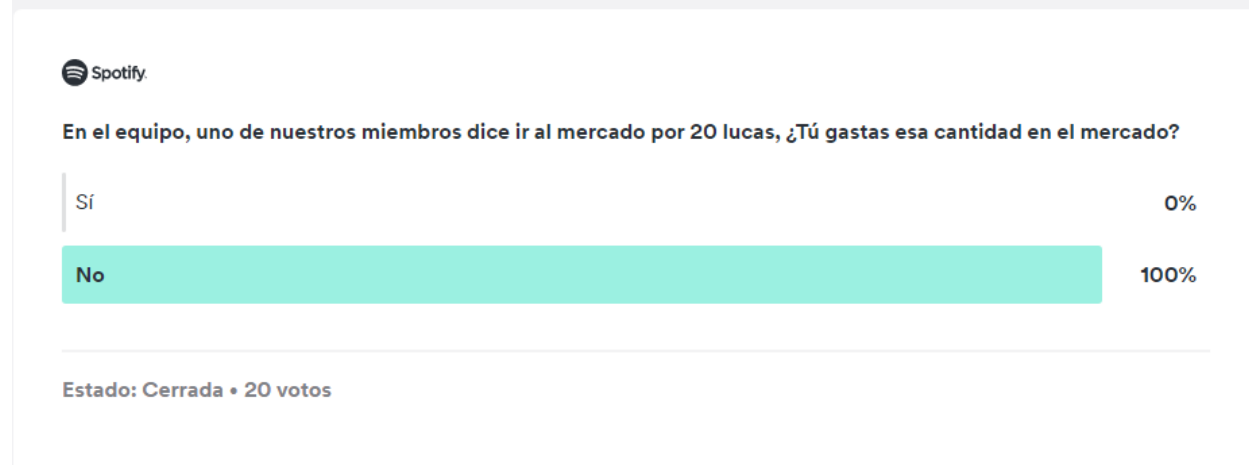 Spotify
En el equipo, uno de nuestros miembros dice ir al mercado por 20 lucas, ¿Tú gastas esa cantidad en el mercado?
Sí 0%
No 100%
Estado: Cerrada • 20 votos